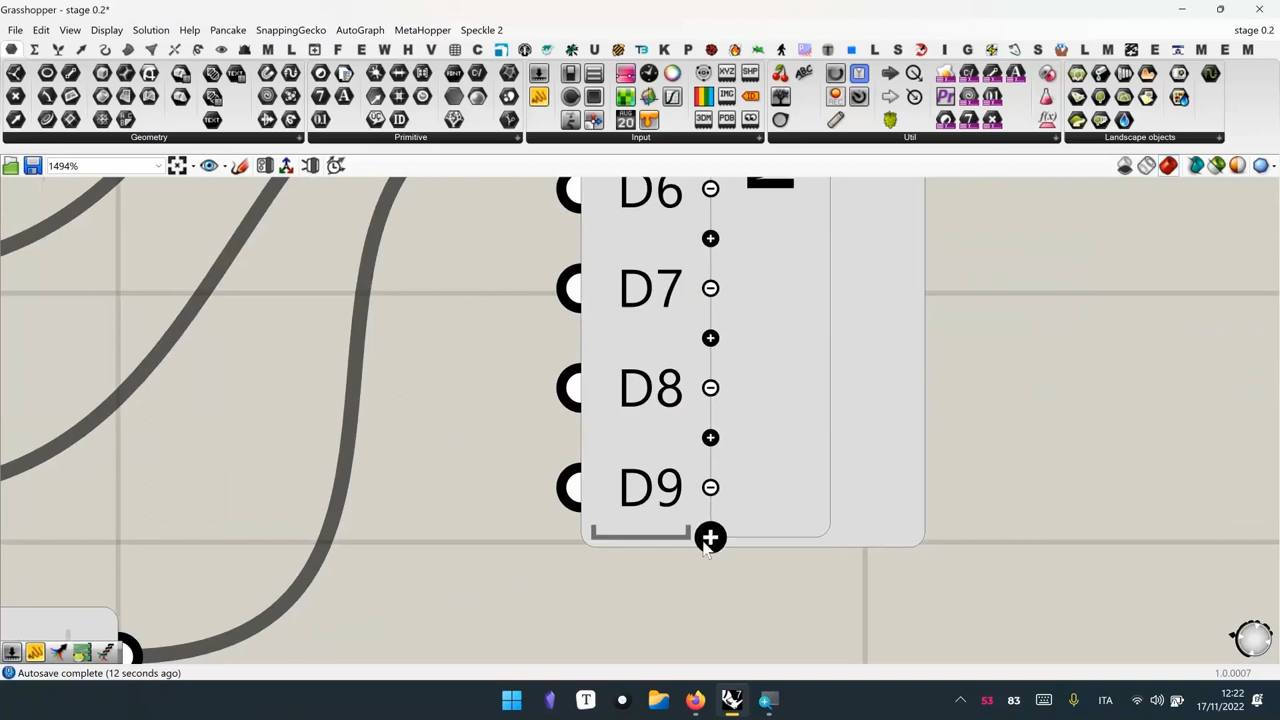 Grasshopper - stage 0.2*
File Edit View Display Solution Help Pancake SnappingGecko AutoGraph MetaHopper Speckle 2
stage 0.2
Geometry Primitive Input Util Landscape objects
1494%
D6
D7
D8
D9
Autosave complete (12 seconds ago)
1.0.0007
53 83 ITA
12:22
17/11/2022